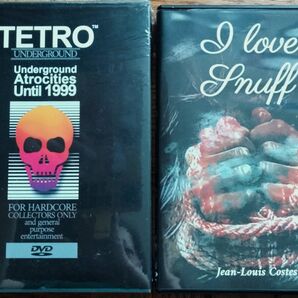 TETRO™
UNDERGROUND
Underground
Atrocities
Until 1999
FOR HARDCORE
COLLECTORS ONLY
and general
purpose
entertainment
DVD
I love
Snuff
Jean-Louis Costes